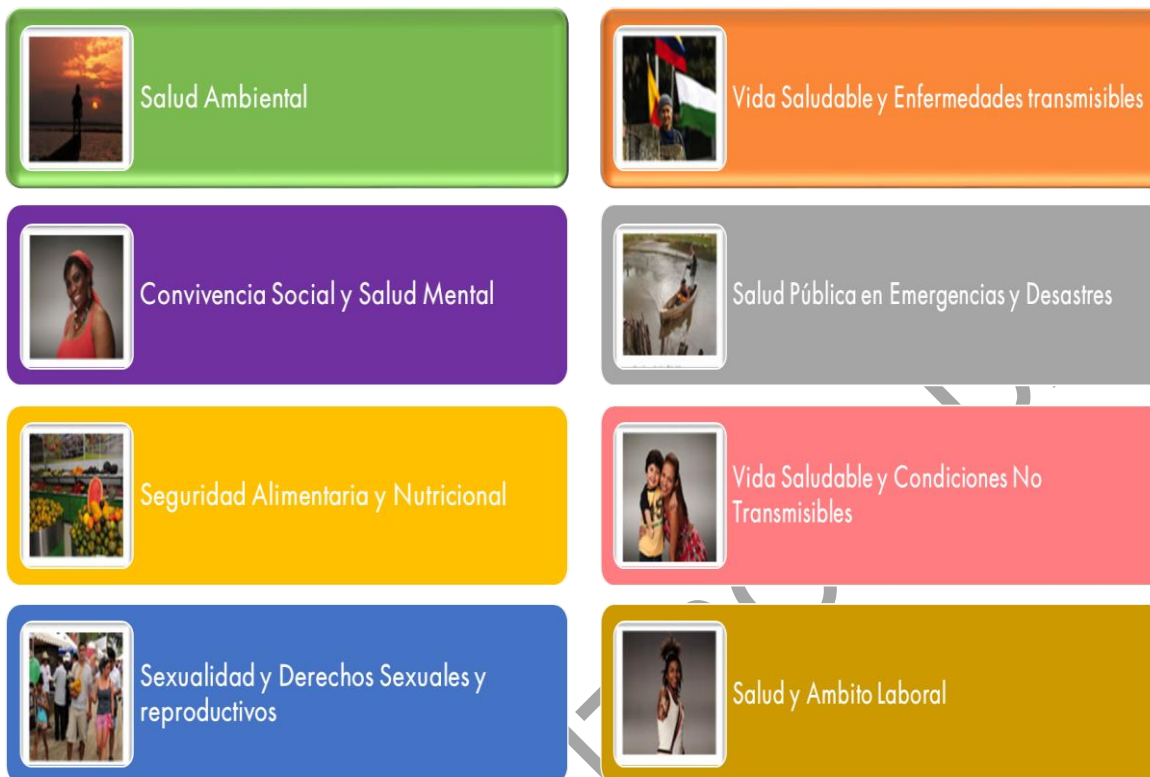 Salud Ambiental
Vida Saludable y Enfermedades transmisibles
Convivencia Social y Salud Mental
Salud Pública en Emergencias y Desastres
Seguridad Alimentaria y Nutricional
Vida Saludable y Condiciones No
Transmisibles
Sexualidad y Derechos Sexuales y
reproductivos
Salud y Ambito Laboral